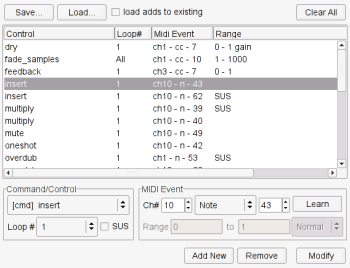 Save... Load... load adds to existing Clear All
Control Loop# Midi Event Range
dry 1 ch1 - cc - 7 0 - 1 gain
fade_samples All ch1 - cc - 10 1 - 1000
feedback 1 ch3 - cc - 7 0 - 1
insert 1 ch10 - n - 43
insert 1 ch10 - n - 62 SUS
multiply 1 ch10 - n - 39 SUS
multiply 1 ch10 - n - 40
mute 1 ch10 - n - 49
oneshot 1 ch10 - n - 42
overdub 1 ch1 - n - 53 SUS
Command/Control MIDI Event
[cmd] insert Ch# 10 Note 43 Learn
Loop # 1 SUS Range 0 to 1 Normal
Add New Remove Modify